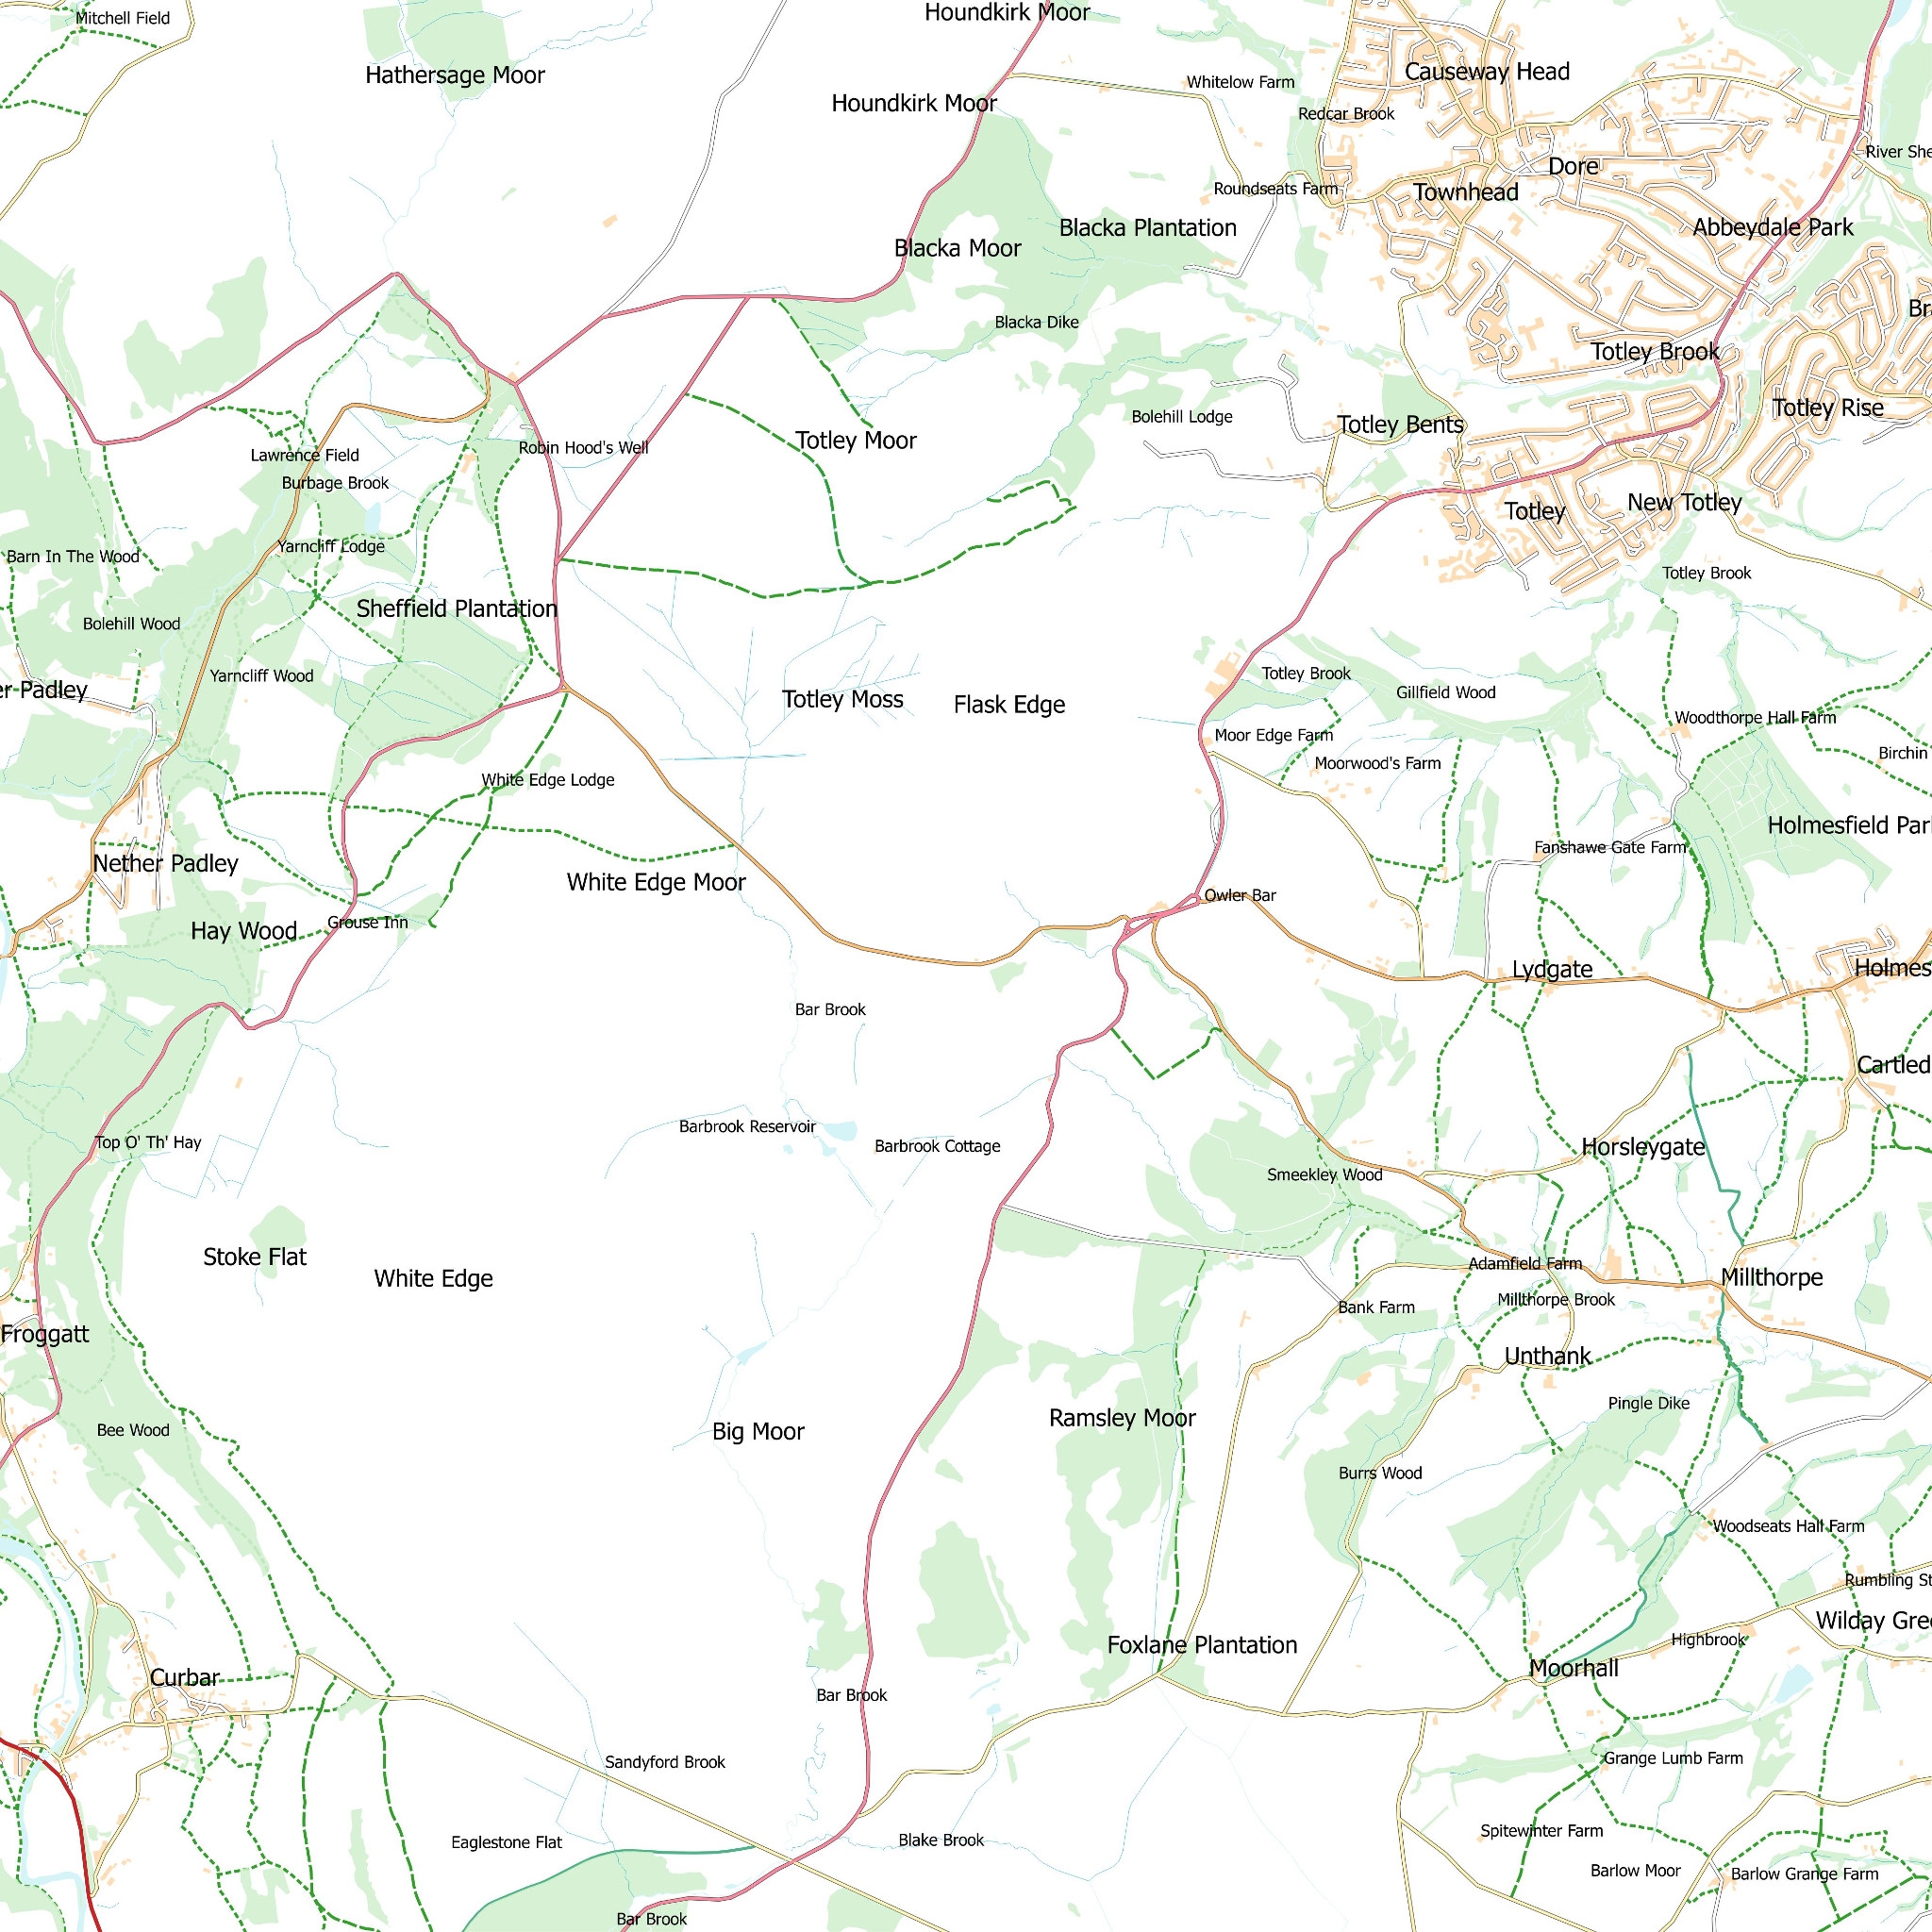 Mitchell Field
Houndkirk Moor
Hathersage Moor
Causeway Head
Whitelow Farm
Houndkirk Moor
Redcar Brook
River She
Dore
Roundseats Farm
Townhead
Blacka Plantation
Abbeydale Park
Blacka Moor
Br
Blacka Dike
Totley Brook
Totley Rise
Bolehill Lodge
Totley Bents
Totley Moor
Robin Hood's Well
Lawrence Field
Burbage Brook
New Totley
Totley
Yarncliff Lodge
Barn In The Wood
Totley Brook
Sheffield Plantation
Bolehill Wood
Yarncliff Wood
Totley Brook
er Padley
Gillfield Wood
Totley Moss
Flask Edge
Woodthorpe Hall Farm
Moor Edge Farm
Birchin
Moorwood's Farm
White Edge Lodge
Holmesfield Par
Fanshawe Gate Farm
Nether Padley
White Edge Moor
Owler Bar
Grouse Inn
Hay Wood
Lydgate
Holmes
Bar Brook
Cartled
Barbrook Reservoir
Top O' Th' Hay
Barbrook Cottage
Horsleygate
Smeekley Wood
Stoke Flat
Adamfield Farm
White Edge
Millthorpe
Millthorpe Brook
Bank Farm
Froggatt
Unthank
Pingle Dike
Ramsley Moor
Bee Wood
Big Moor
Burrs Wood
Woodseats Hall Farm
Rumbling St
Wilday Gre
Highbrook
Foxlane Plantation
Moorhall
Curbar
Bar Brook
Grange Lumb Farm
Sandyford Brook
Spitewinter Farm
Blake Brook
Eaglestone Flat
Barlow Moor
Barlow Grange Farm
Bar Brook